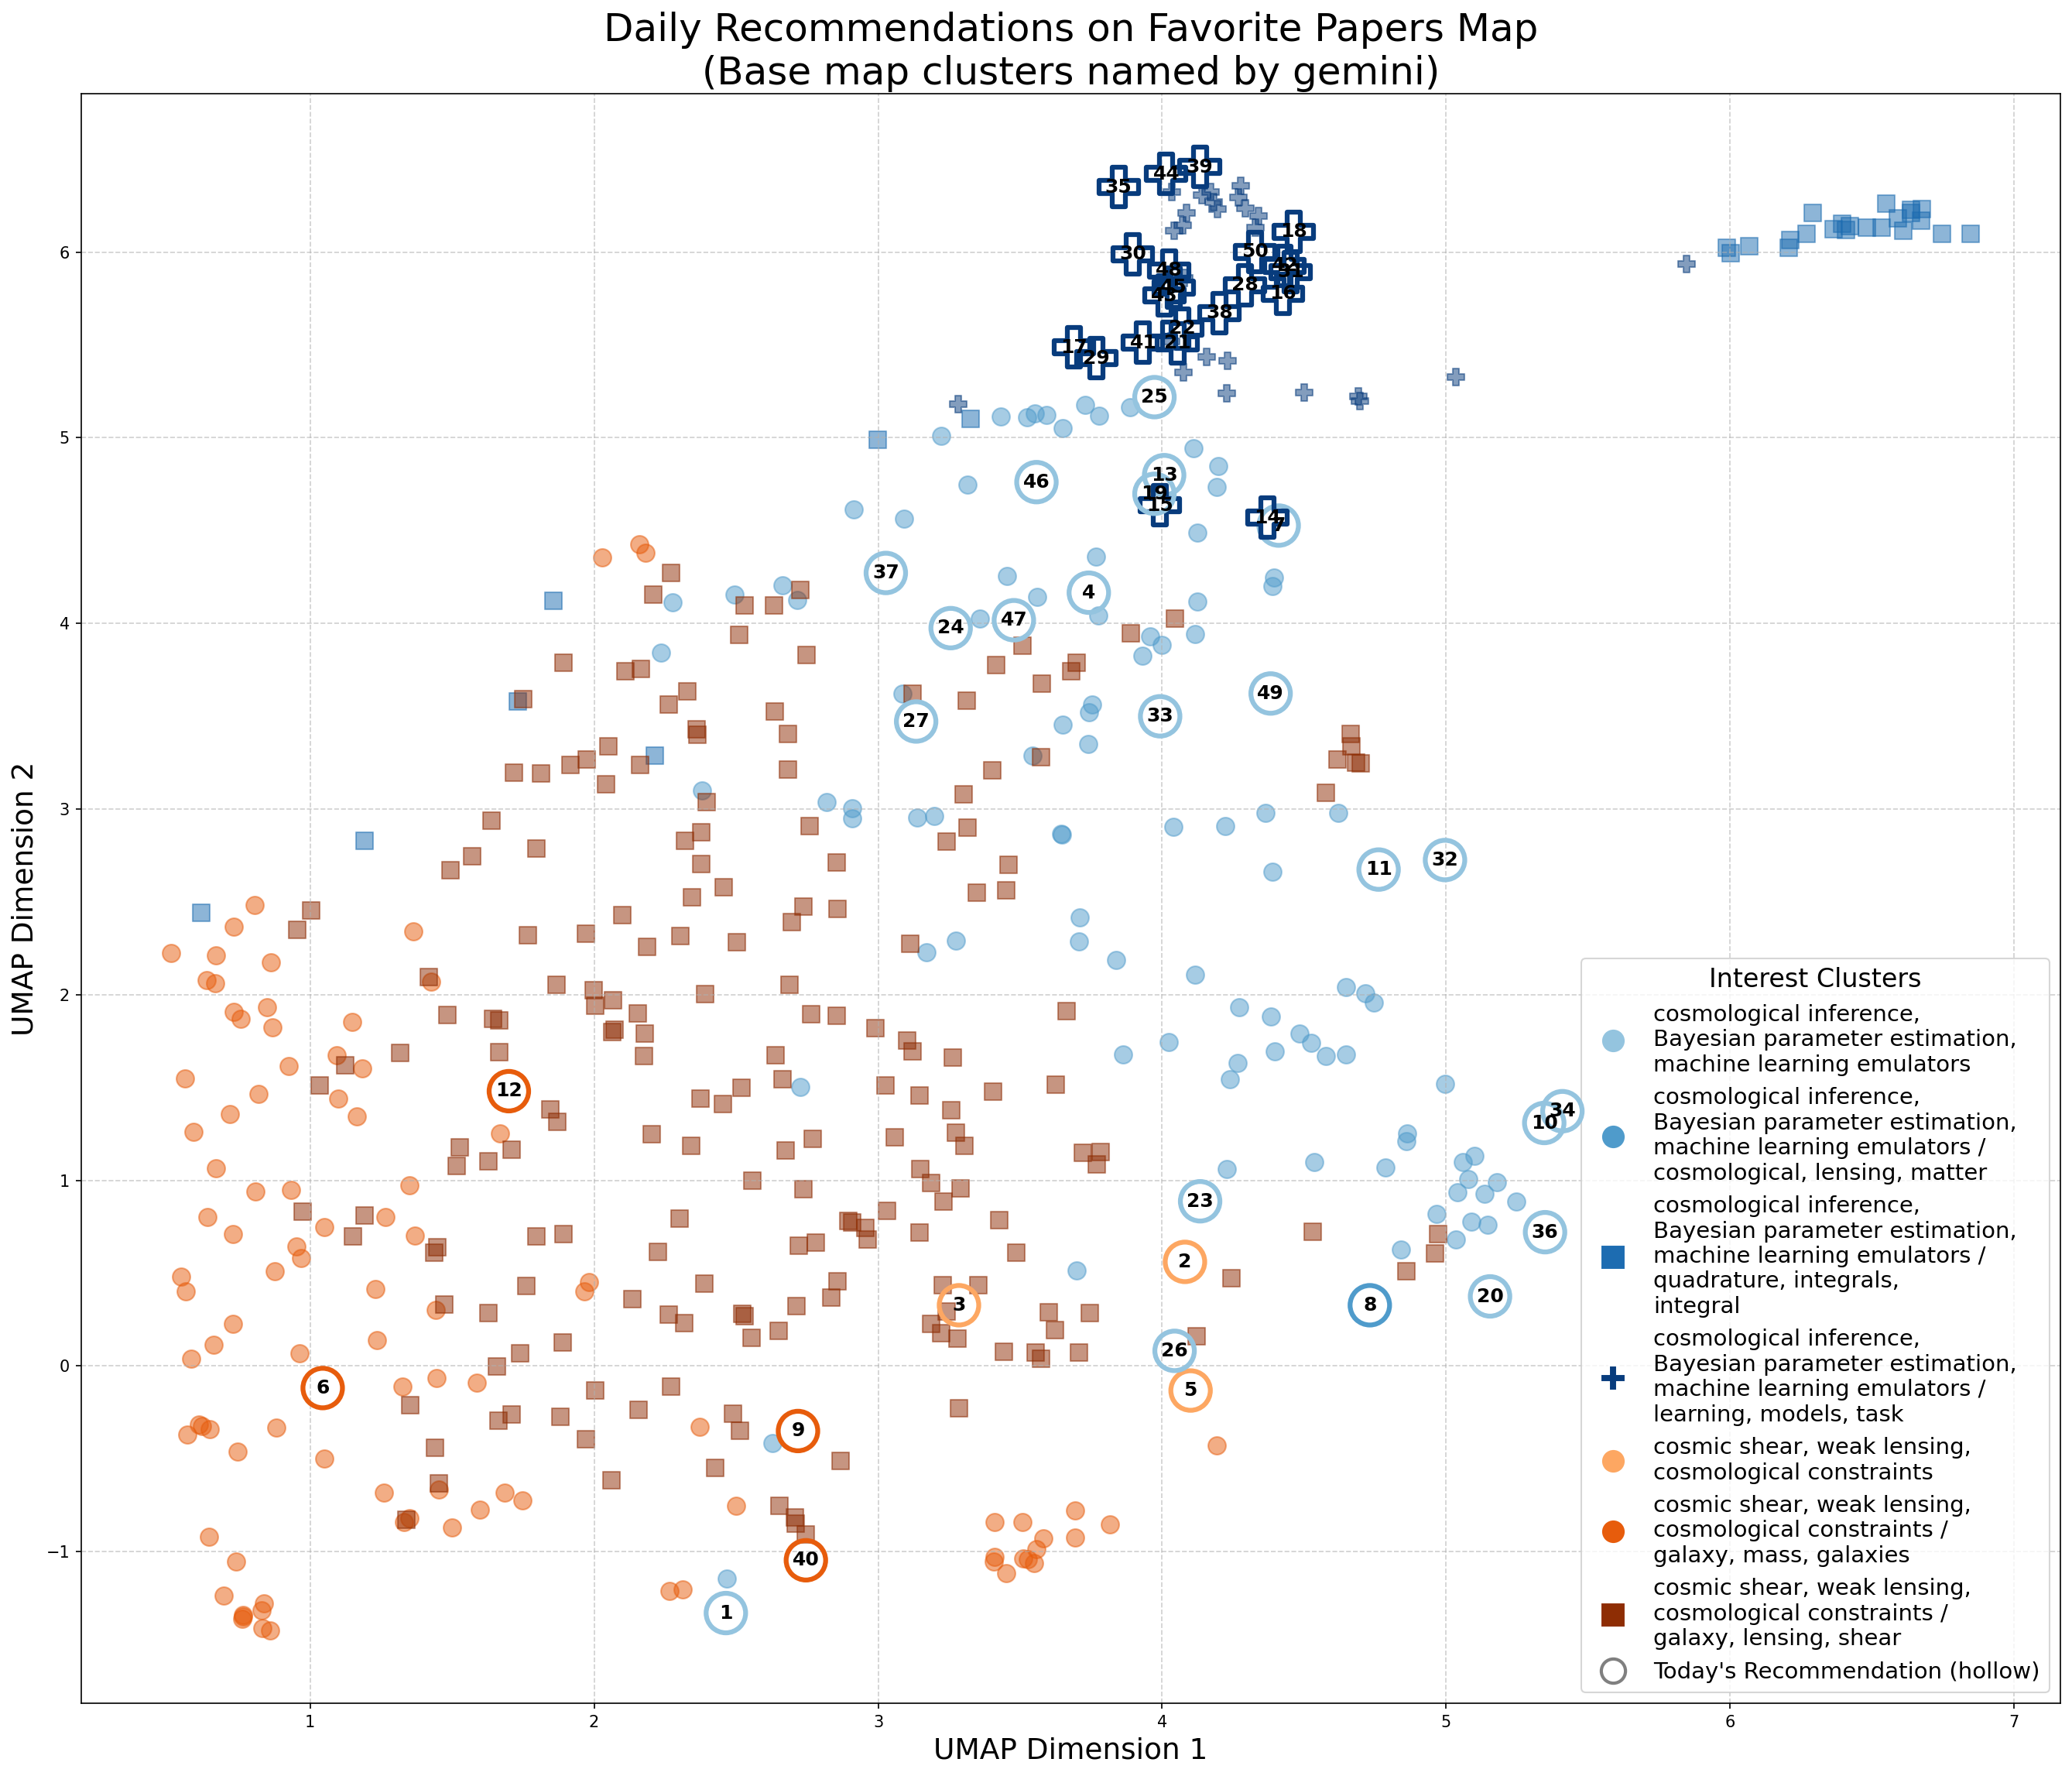 Daily Recommendations on Favorite Papers Map
(Base map clusters named by gemini)
39
44
35
18
50
30
42
48
31
45
28
43
16
38
22
41
21
17
29
25
46
13
19
15
14
7
37
4
47
24
49
33
27
32
11
34
10
12
23
36
2
20
3
8
26
5
6
9
40
1
6
5
4
3
2
1
0
−1
1
2
3
4
5
6
7
UMAP Dimension 2
UMAP Dimension 1
Interest Clusters
cosmological inference,
Bayesian parameter estimation,
machine learning emulators
cosmological inference,
Bayesian parameter estimation,
machine learning emulators /
cosmological, lensing, matter
cosmological inference,
Bayesian parameter estimation,
machine learning emulators /
quadrature, integrals,
integral
cosmological inference,
Bayesian parameter estimation,
machine learning emulators /
learning, models, task
cosmic shear, weak lensing,
cosmological constraints
cosmic shear, weak lensing,
cosmological constraints /
galaxy, mass, galaxies
cosmic shear, weak lensing,
cosmological constraints /
galaxy, lensing, shear
Today's Recommendation (hollow)